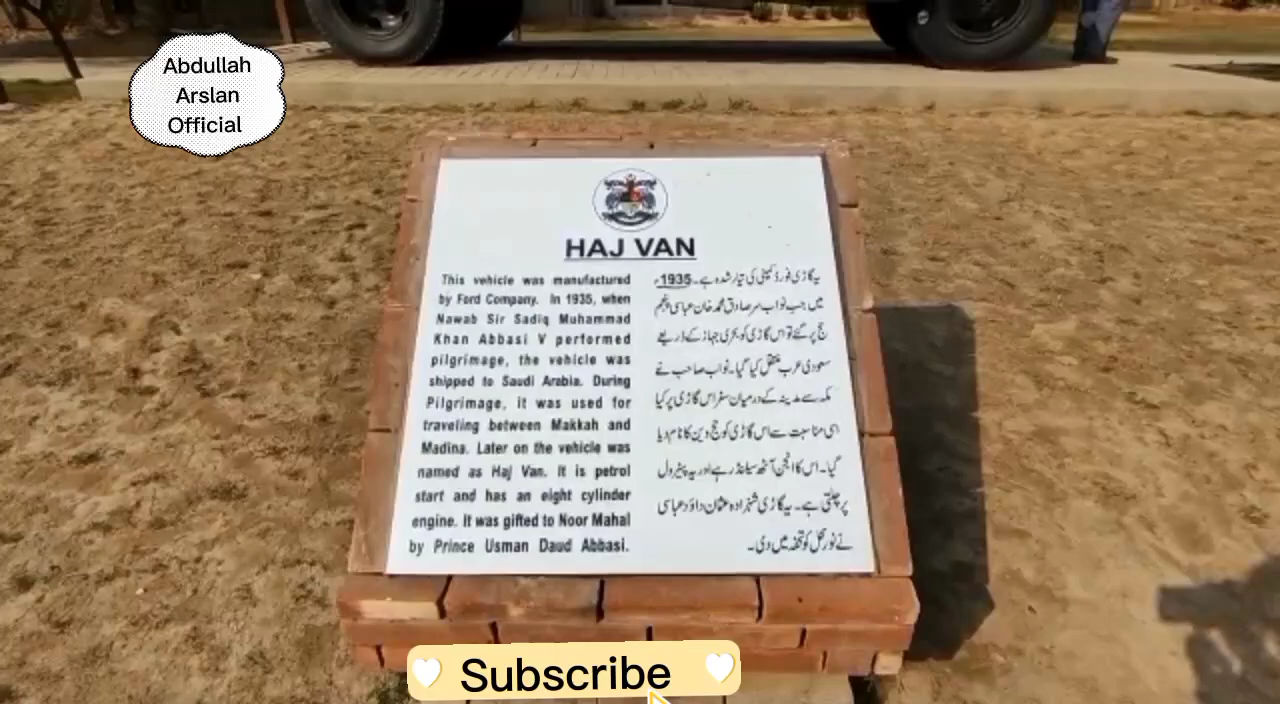 Abdullah
Arslan
Official
HAJ VAN
This vehicle was manufactured
by Ford Company. In 1935, when
Nawab Sir Sadiq Muhammad
Khan Abbasi V performed
pilgrimage, the vehicle was
shipped to Saudi Arabia. During
Pilgrimage, it was used for
traveling between Makkah and
Madina. Later on the vehicle was
named as Haj Van. It is petrol
start and has an eight cylinder
engine. It was gifted to Noor Mahal
by Prince Usman Daud Abbasi.
یہ گاڑی فورڈ کمپنی کی تیار شدہ ہے۔ 1935ء
میں جب نواب سر صادق محمد خان عباسی پنجم
حج پر گئے تو اس گاڑی کو بحری جہاز کے ذریعے
سعودی عرب منتقل کیا گیا۔ نواب صاحب نے
مکہ سے مدینہ کے درمیان سفر اس گاڑی پر کیا
اسی مناسبت سے اس گاڑی کو حج وین کا نام دیا
گیا۔ اس کا انجن آٹھ سیلنڈر ہے اور یہ پیٹرول
پر چلتی ہے۔ یہ گاڑی شہزادہ عثمان داؤد عباسی
نے نور محل کو تحفہ میں دی۔
Subscribe